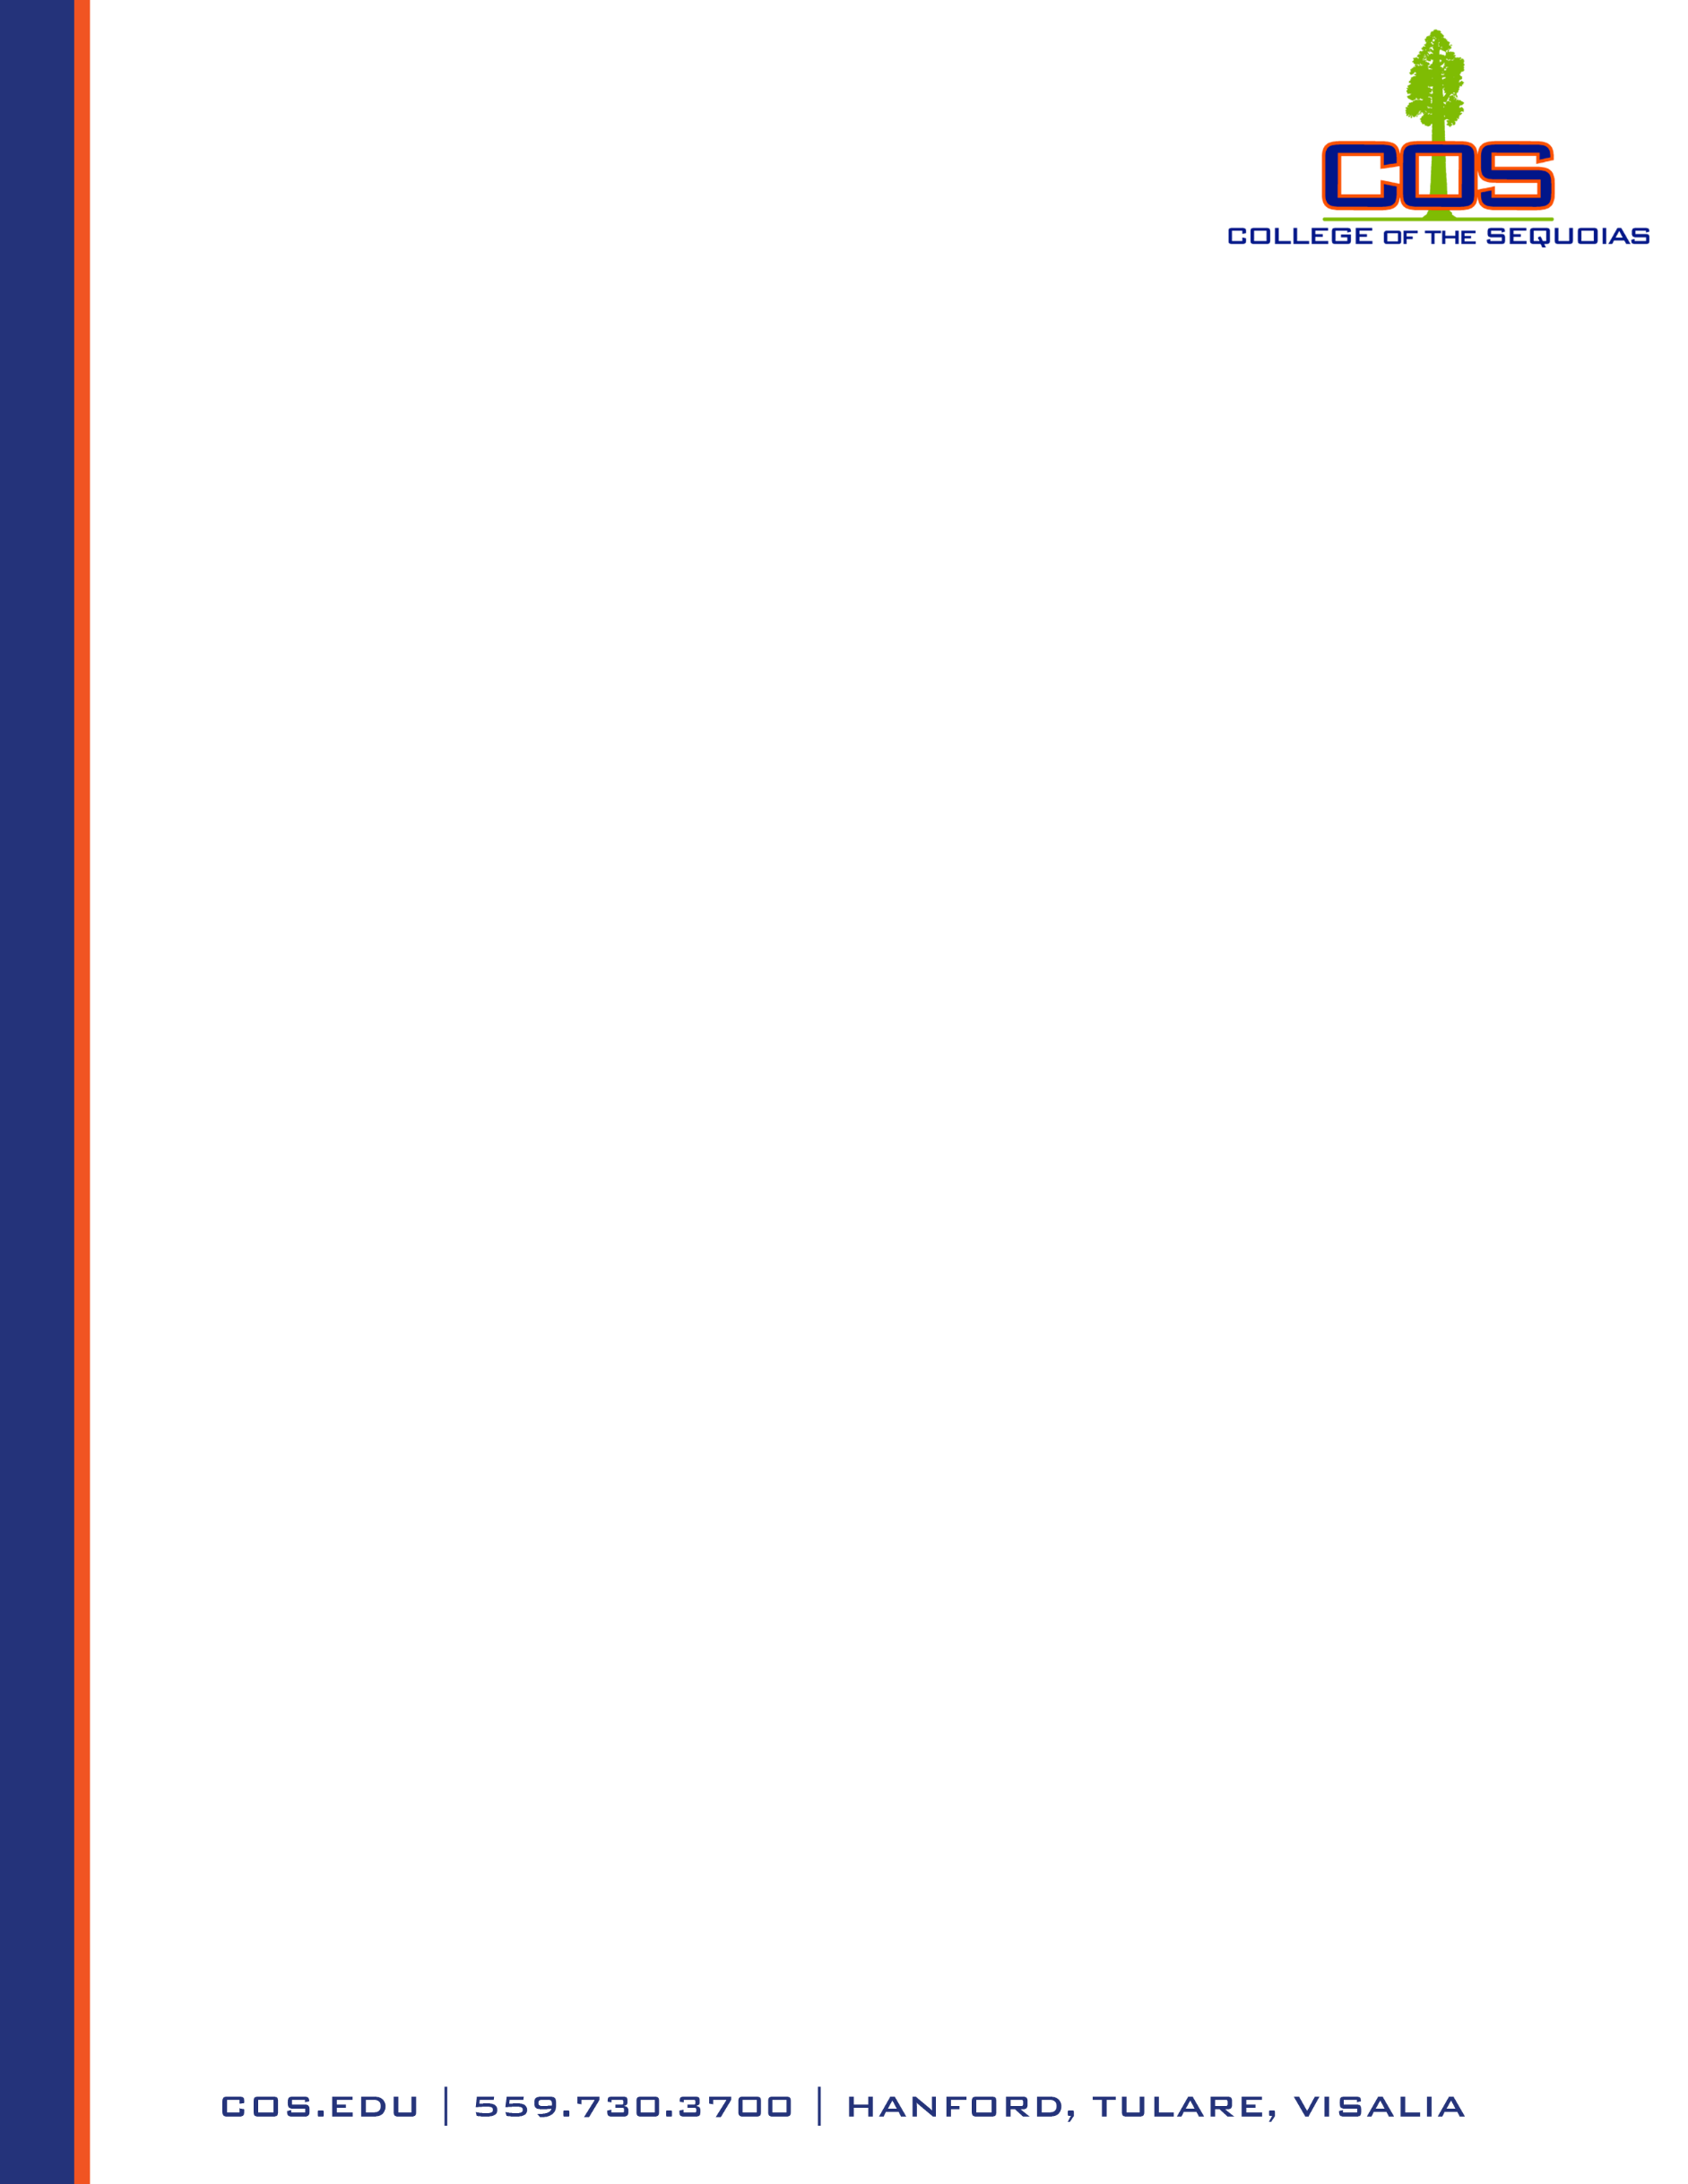 COS
COLLEGE OF THE SEQUOIAS
COS.EDU | 559.730.3700 | HANFORD, TULARE, VISALIA